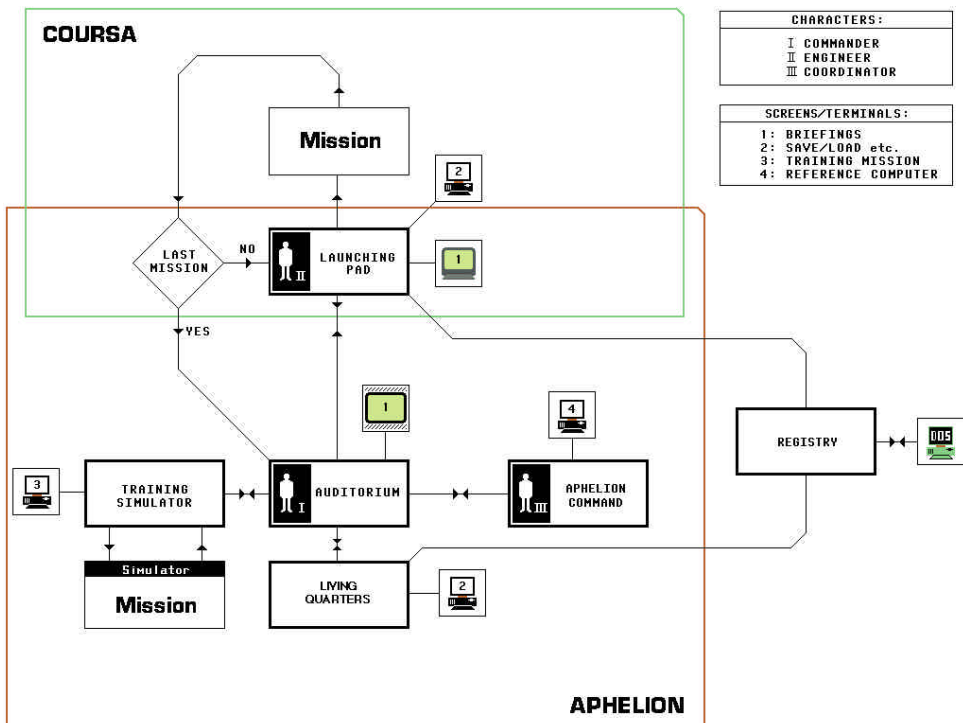 COURSA
CHARACTERS:
I COMMANDER
II ENGINEER
III COORDINATOR
SCREENS/TERMINALS:
1: BRIEFINGS
2: SAVE/LOAD etc.
3: TRAINING MISSION
4: REFERENCE COMPUTER
Mission
2
LAST
MISSION
NO
II
LAUNCHING
PAD
1
YES
1
4
DOS
REGISTRY
3
TRAINING
SIMULATOR
I
AUDITORIUM
III
APHELION
COMMAND
Simulator
Mission
LIVING
QUARTERS
2
APHELION